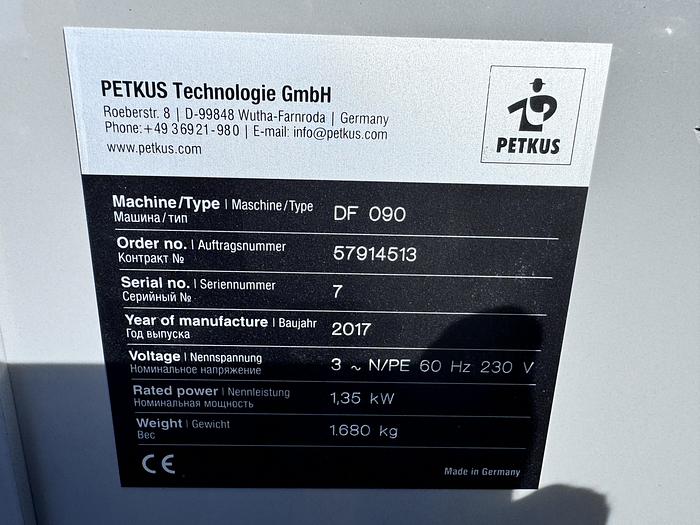 PETKUS Technologie GmbH
Roeberstr. 8 | D-99848 Wutha-Farnroda | Germany
Phone:+49 36921-980 | E-mail: info@petkus.com
www.petkus.com
PETKUS
Machine/Type | Maschine/Type DF 090
Машина/тип
Order no. | Auftragsnummer 57914513
Контракт №
Serial no. | Seriennummer 7
Серийный №
Year of manufacture | Baujahr 2017
Год выпуска
Voltage | Nennspannung 3 ~ N/PE 60 Hz 230 V
Номинальное напряжение
Rated power | Nennleistung 1,35 kW
Номинальная мощность
Weight | Gewicht 1.680 kg
Вес
CE Made in Germany